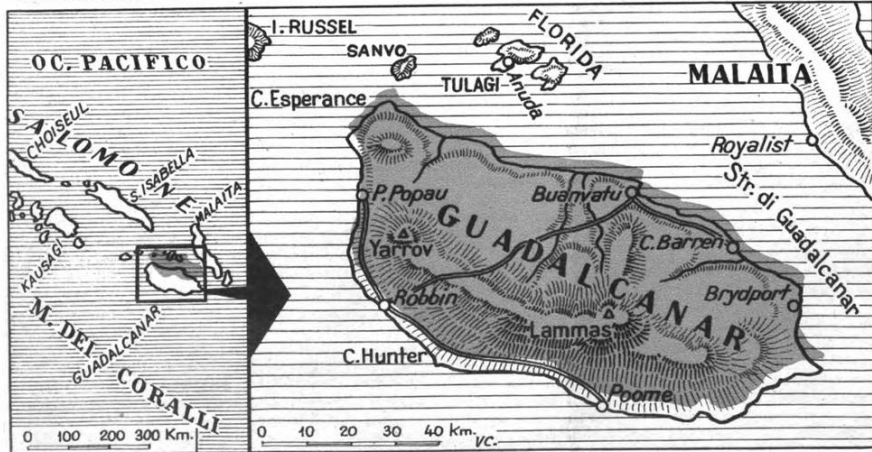 OC. PACIFICO
SALOMONE
CHOISEUL
S.ISABELLA
MALAITA
KAUSAGI
GUADALCANAR
M. DEI CORALLI
0 100 200 300 Km.
I. RUSSEL
SANVO
FLORIDA
TULAGI
Anuda
MALAITA
C.Esperance
Royalist
Str. di Guadalcanar
P. Popau
Buanvatu
GUADALCANAR
Yarrov
C.Barren
Robbin
Brydport
Lammas
C.Hunter
Poome
0 10 20 30 40 Km.
VC.